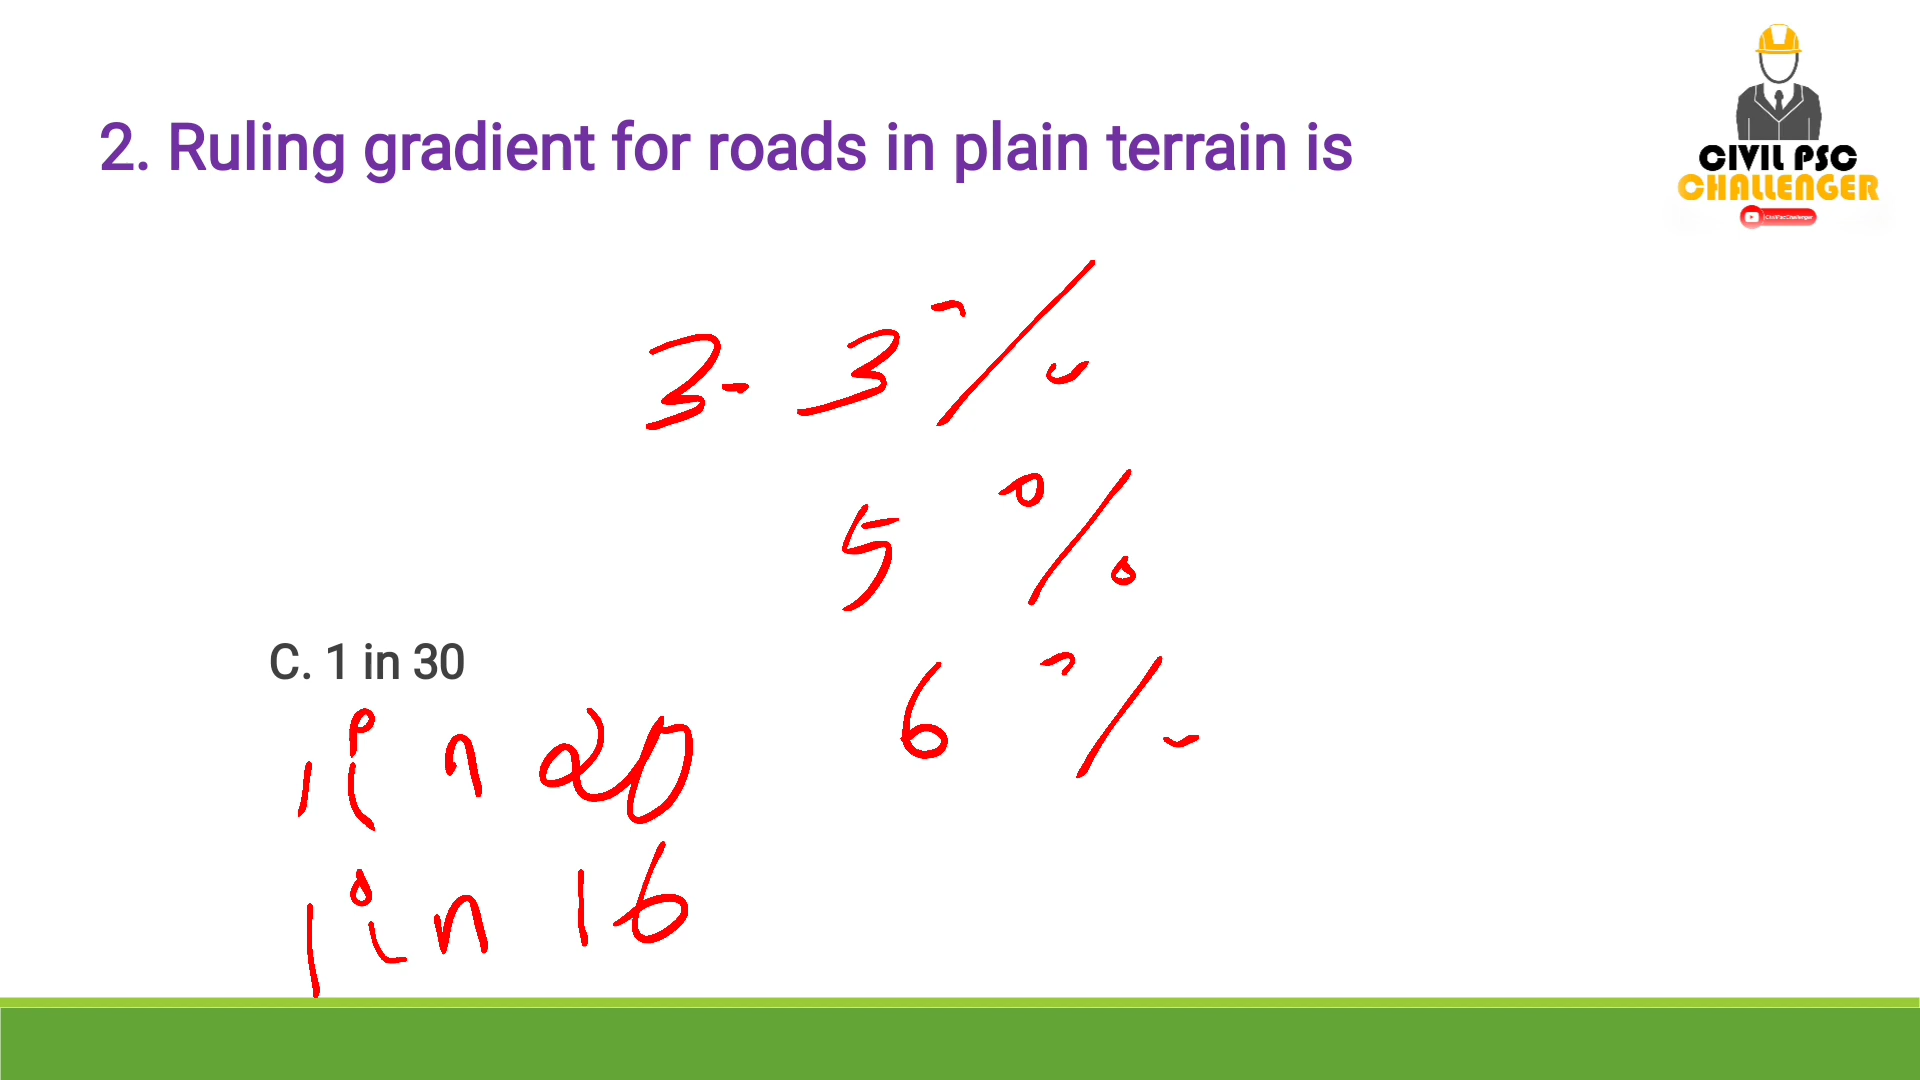 2. Ruling gradient for roads in plain terrain is
CIVIL PSC
CHALLENGER
3-3%
5%
C. 1 in 30
6%
1 in 20
1 in 16